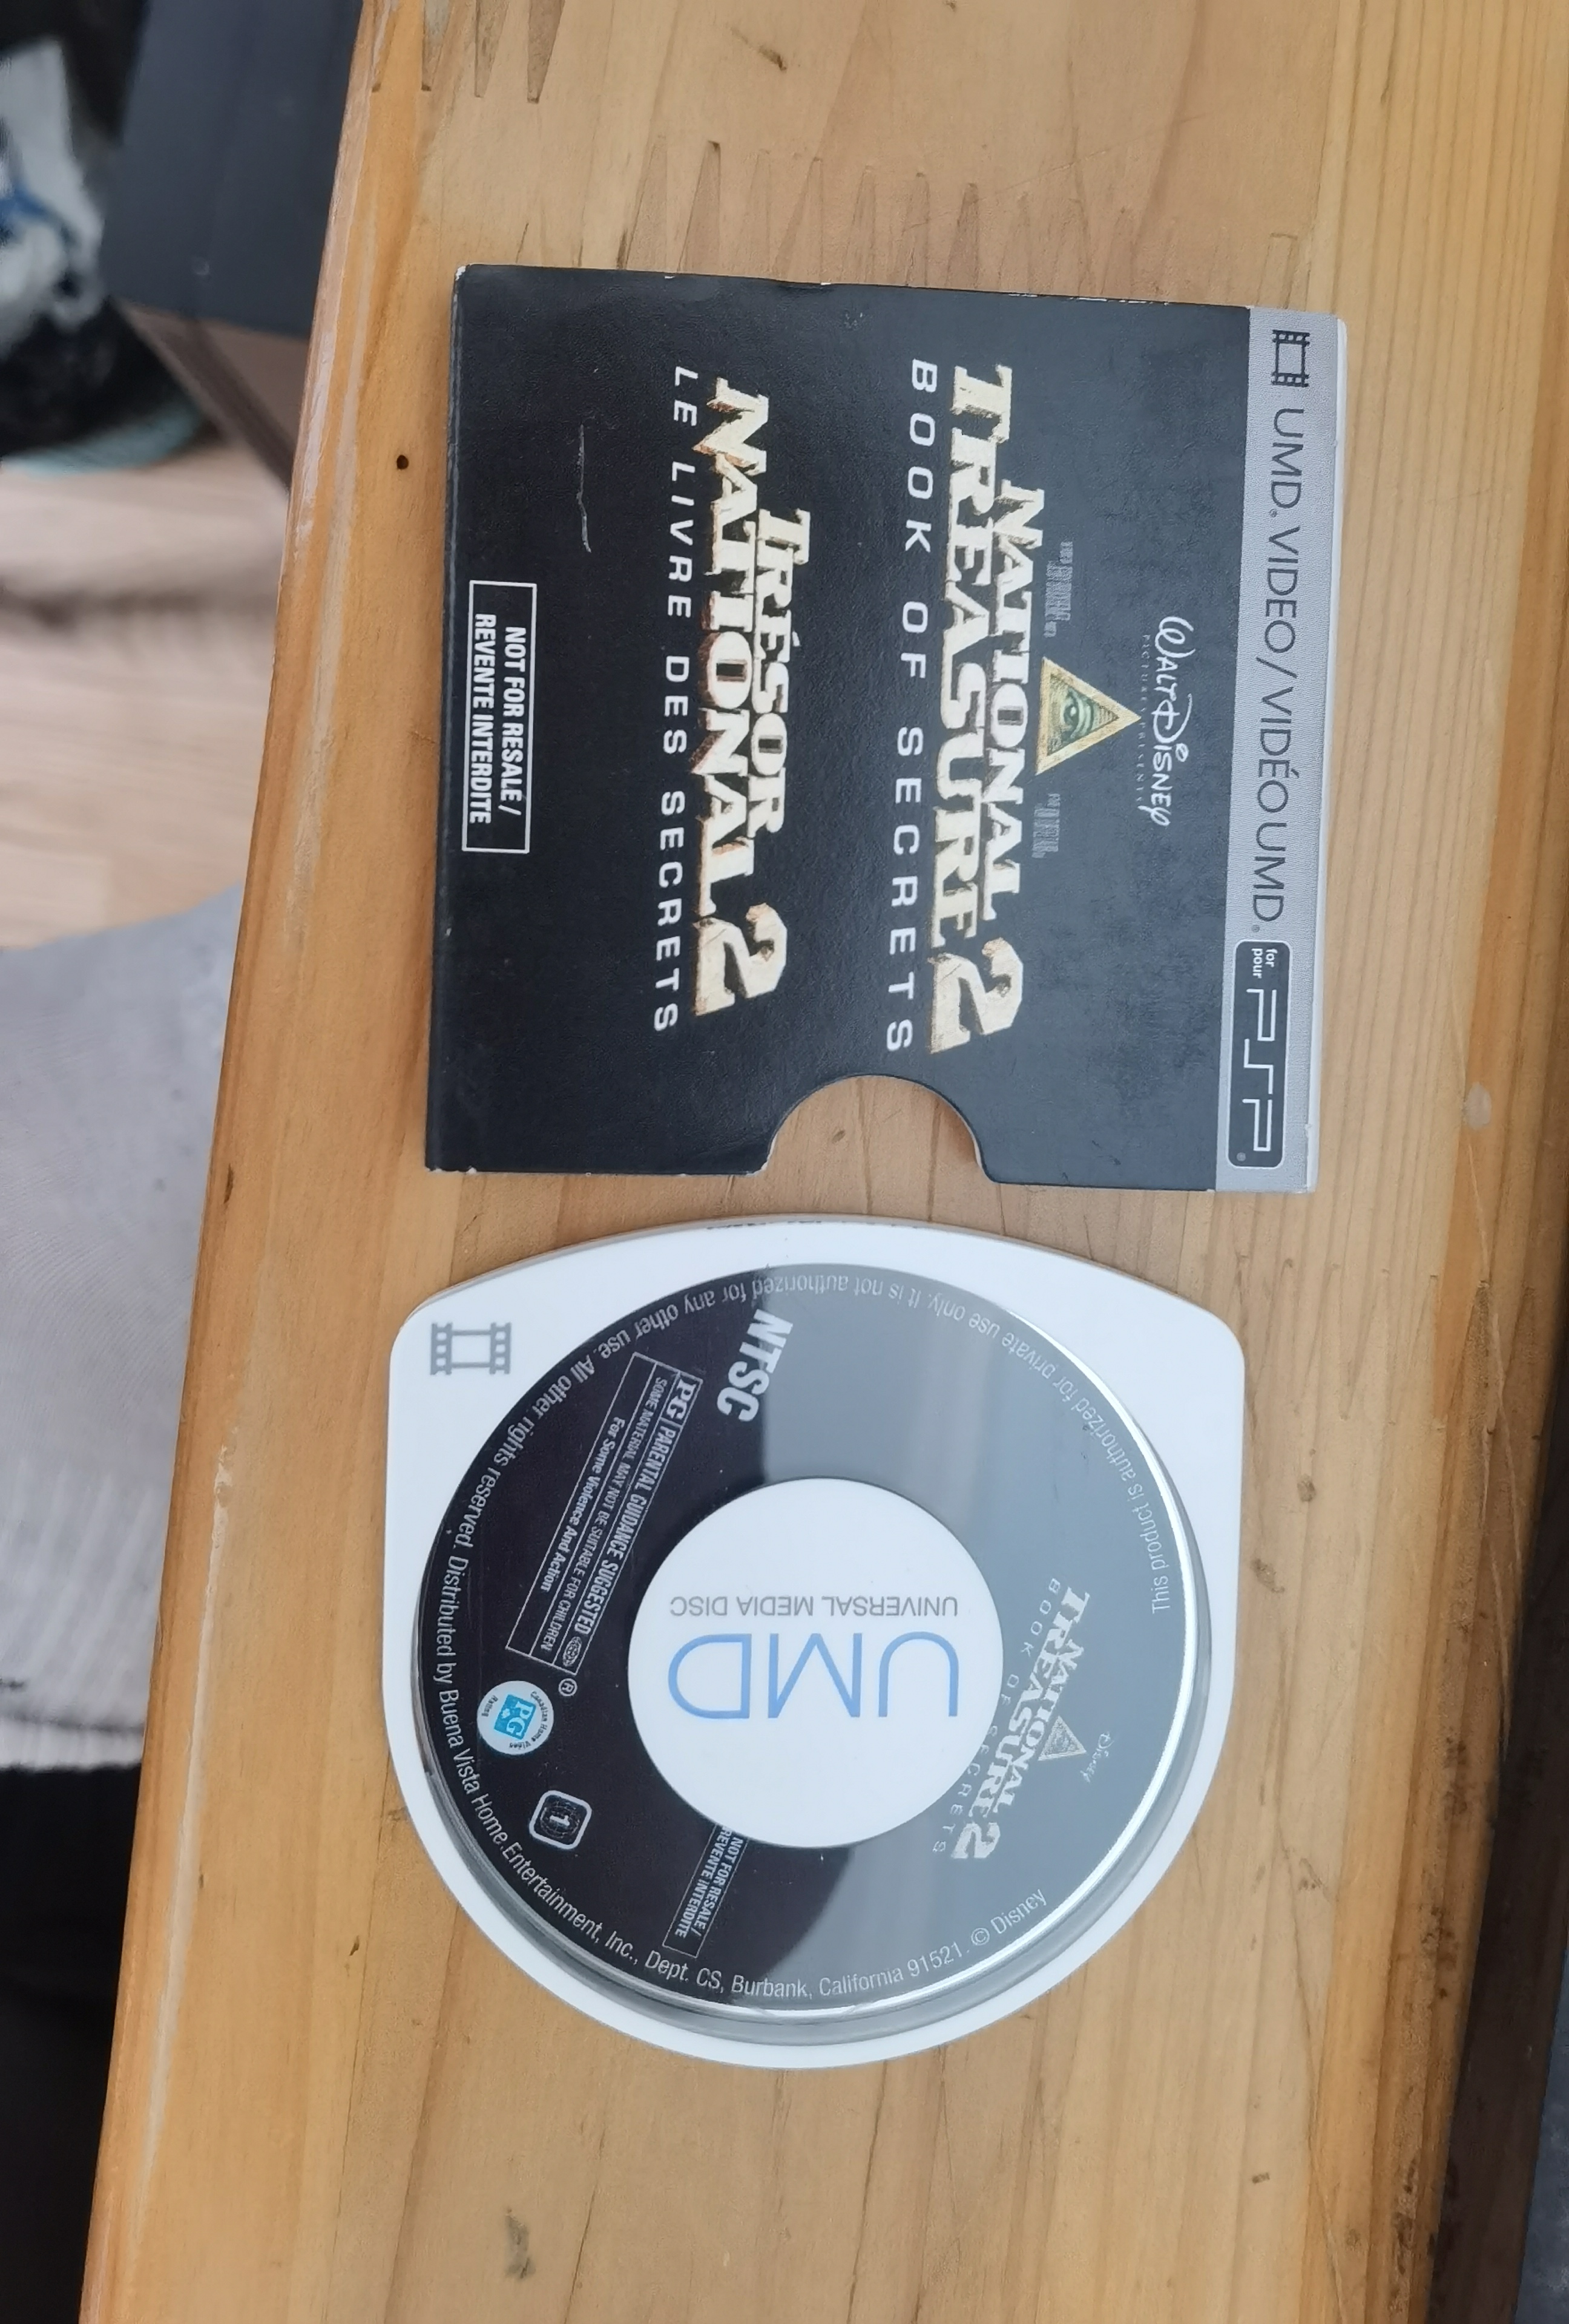 UMD® VIDEO / VIDÉO UMD®
for
pour
PSP®
WALT DISNEY
PICTURES PRESENTS
NATIONAL
TREASURE 2
BOOK OF SECRETS
TRÉSOR
NATIONAL 2
LE LIVRE DES SECRETS
NOT FOR RESALE /
REVENTE INTERDITE
Disney
NATIONAL
TREASURE 2
BOOK OF SECRETS
UMD
UNIVERSAL MEDIA DISC
NTSC
PG PARENTAL GUIDANCE SUGGESTED ®
SOME MATERIAL MAY NOT BE SUITABLE FOR CHILDREN
For Some Violence And Action
PG
Canadian Home Video
Rating
1
NOT FOR RESALE /
REVENTE INTERDITE
This product is authorized for private use only. It is not authorized for any other use. All other rights reserved. Distributed by Buena Vista Home Entertainment, Inc., Dept. CS, Burbank, California 91521. © Disney